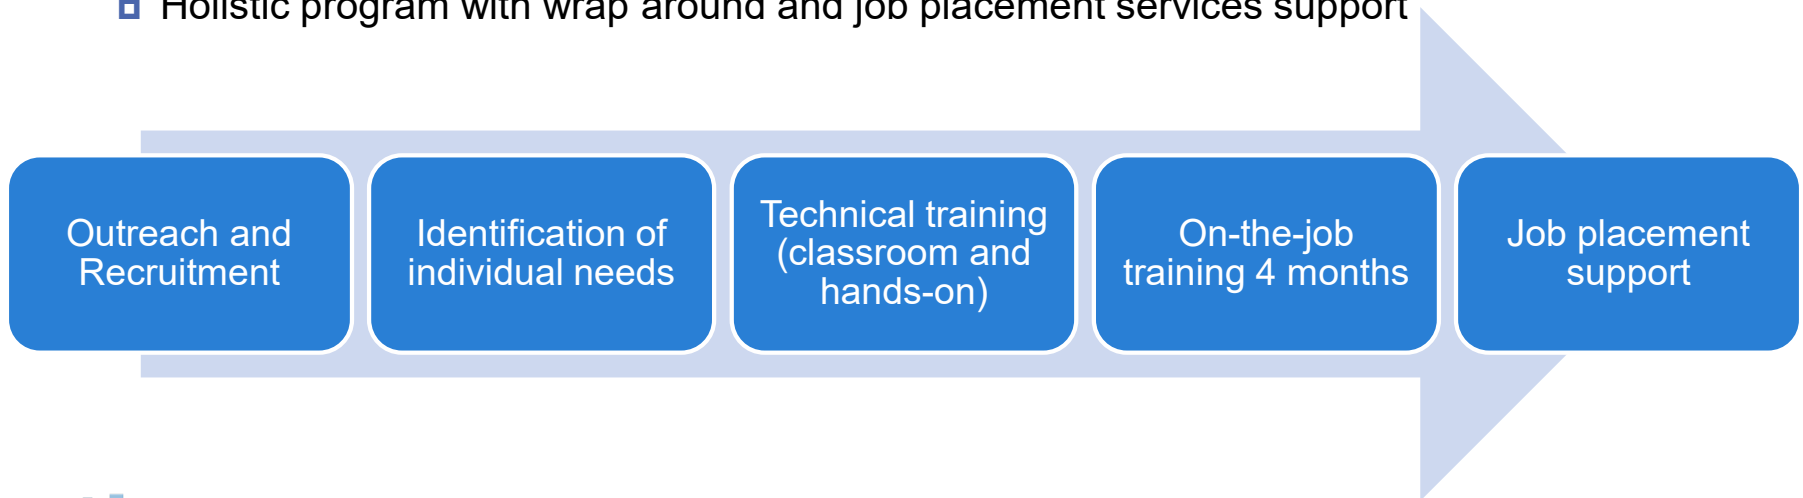 Holistic program with wrap around and job placement services support
Outreach and
Recruitment
Identification of
individual needs
Technical training
(classroom and
hands-on)
On-the-job
training 4 months
Job placement
support